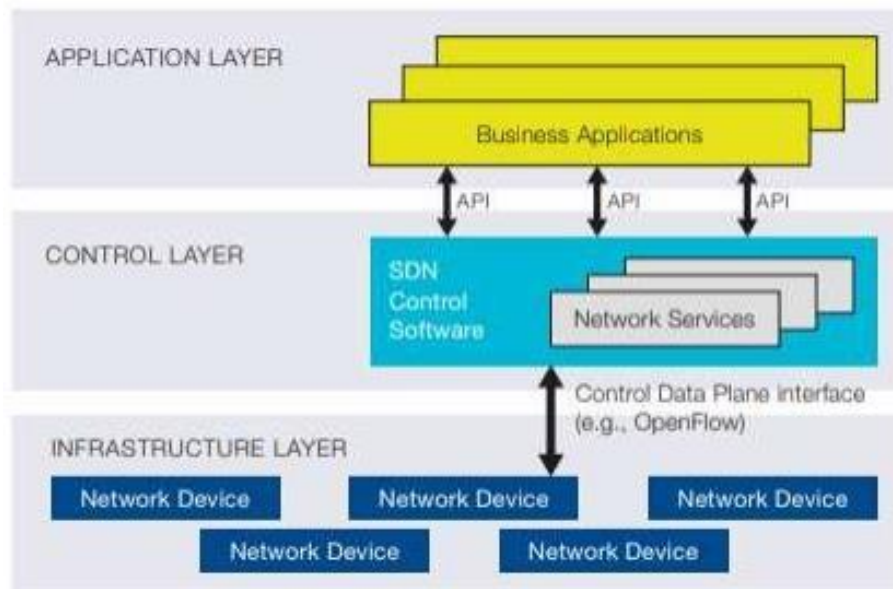 APPLICATION LAYER
Business Applications
API
API
API
CONTROL LAYER
SDN
Control
Software
Network Services
Control Data Plane interface
(e.g., OpenFlow)
INFRASTRUCTURE LAYER
Network Device
Network Device
Network Device
Network Device
Network Device